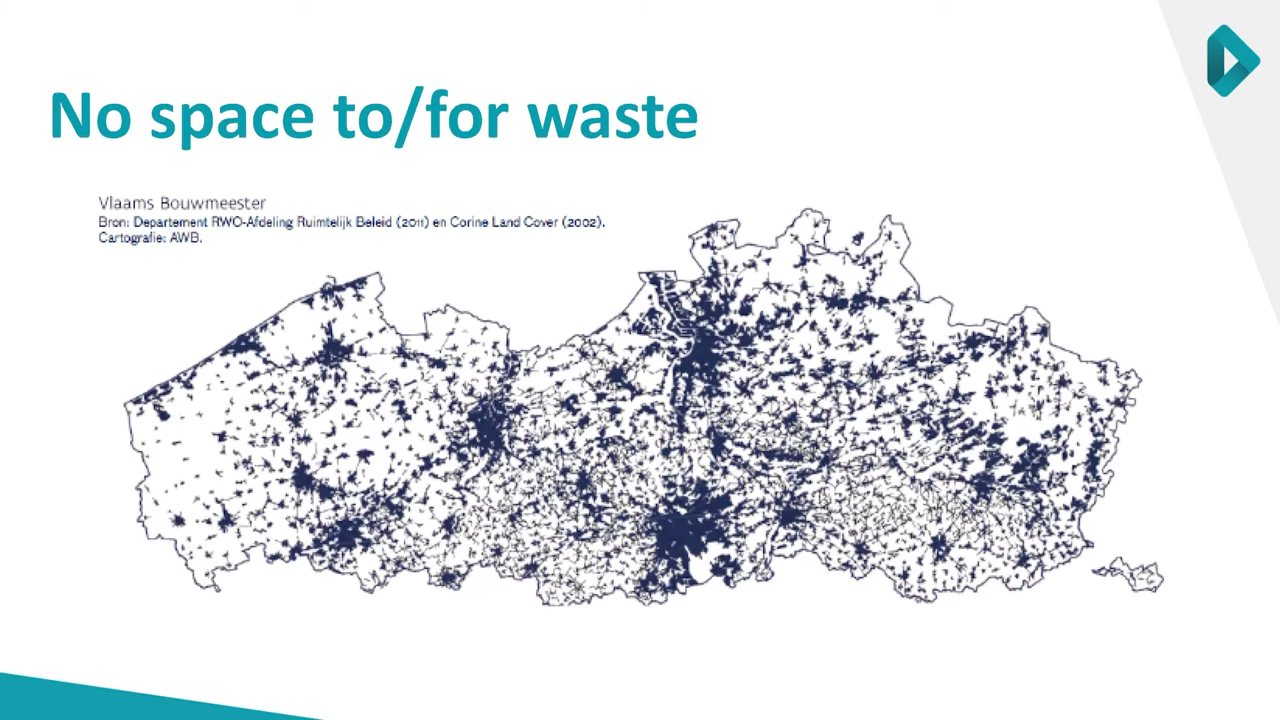 No space to/for waste
Vlaams Bouwmeester
Bron: Departement RWO-Afdeling Ruimtelijk Beleid (2011) en Corine Land Cover (2002).
Cartografie: AWB.